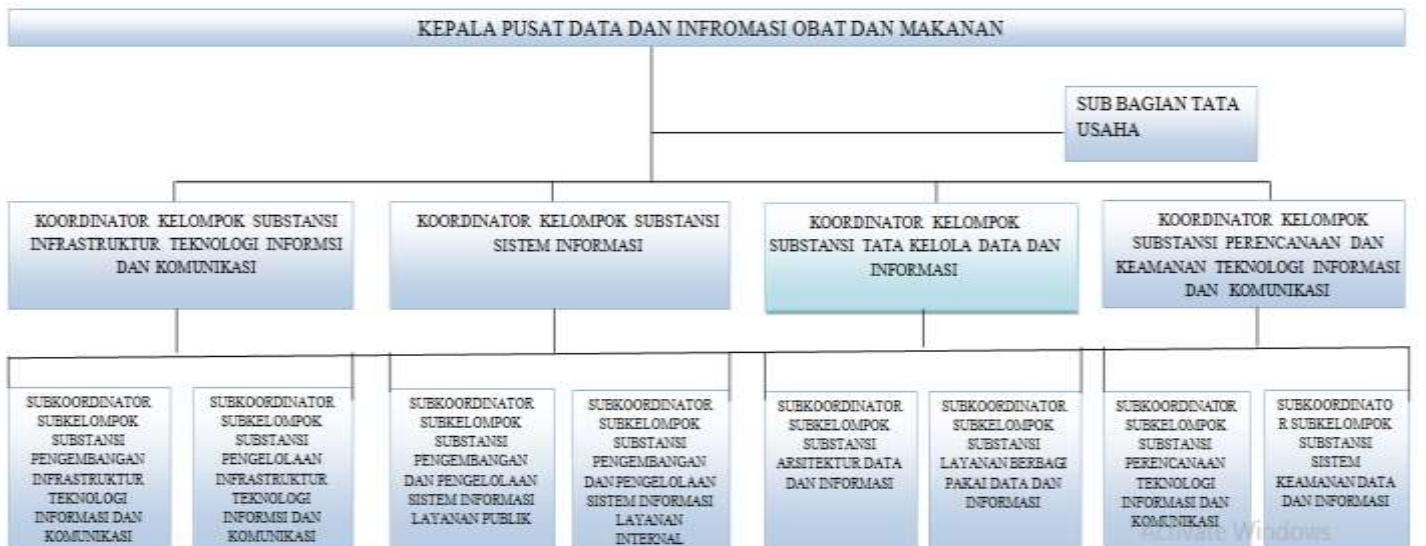 KEPALA PUSAT DATA DAN INFROMASI OBAT DAN MAKANAN
SUB BAGIAN TATA
USAHA
KOORDINATOR KELOMPOK SUBSTANSI
INFRASTRUKTUR TEKNOLOGI INFORMSI
DAN KOMUNIKASI
KOORDINATOR KELOMPOK SUBSTANSI
SISTEM INFORMASI
KOORDINATOR KELOMPOK
SUBSTANSI TATA KELOLA DATA DAN
INFORMASI
KOORDINATOR KELOMPOK
SUBSTANSI PERENCANAAN DAN
KEAMANAN TEKNOLOGI INFORMASI
DAN KOMUNIKASI
SUBKOORDINATOR
SUBKELOMPOK
SUBSTANSI
PENGEMBANGAN
INFRASTRUKTUR
TEKNOLOGI
INFORMASI DAN
KOMUNIKASI
SUBKOORDINATOR
SUBKELOMPOK
SUBSTANSI
PENGELOLAAN
INFRASTRUKTUR
TEKNOLOGI
INFORMSI DAN
KOMUNIKASI
SUBKOORDINATOR
SUBKELOMPOK
SUBSTANSI
PENGEMBANGAN
DAN PENGELOLAAN
SISTEM INFORMASI
LAYANAN PUBLIK
SUBKOORDINATOR
SUBKELOMPOK
SUBSTANSI
PENGEMBANGAN
DAN PENGELOLAAN
SISTEM INFORMASI
LAYANAN
INTERNAL
SUBKOORDINATOR
SUBKELOMPOK
SUBSTANSI
ARSITEKTUR DATA
DAN INFORMASI
SUBKOORDINATOR
SUBKELOMPOK
SUBSTANSI
LAYANAN BERBAGI
PAKAI DATA DAN
INFORMASI
SUBKOORDINATOR
SUBKELOMPOK
SUBSTANSI
PERENCANAAN
TEKNOLOGI
INFORMASI DAN
KOMUNIKASI
SUBKOORDINATO
R SUBKELOMPOK
SUBSTANSI
SISTEM
KEAMANAN DATA
DAN INFORMASI
Activate Windows